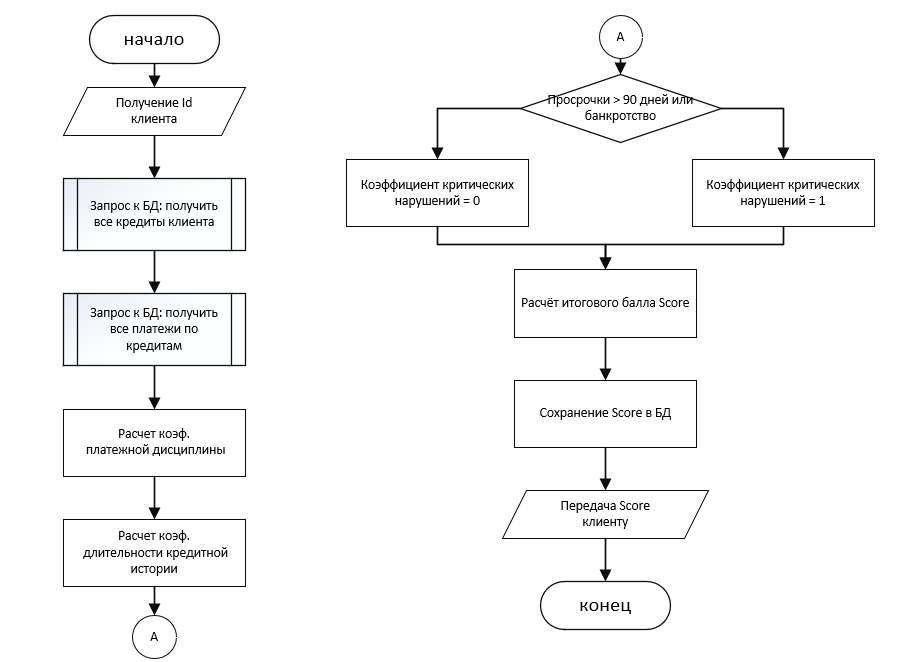 начало
Получение Id
клиента
Запрос к БД: получить
все кредиты клиента
Запрос к БД: получить
все платежи по
кредитам
Расчет коэф.
платежной дисциплины
Расчет коэф.
длительности кредитной
истории
А
А
Просрочки > 90 дней или
банкротство
Коэффициент критических
нарушений = 0
Коэффициент критических
нарушений = 1
Расчёт итогового балла Score
Сохранение Score в БД
Передача Score
клиенту
конец